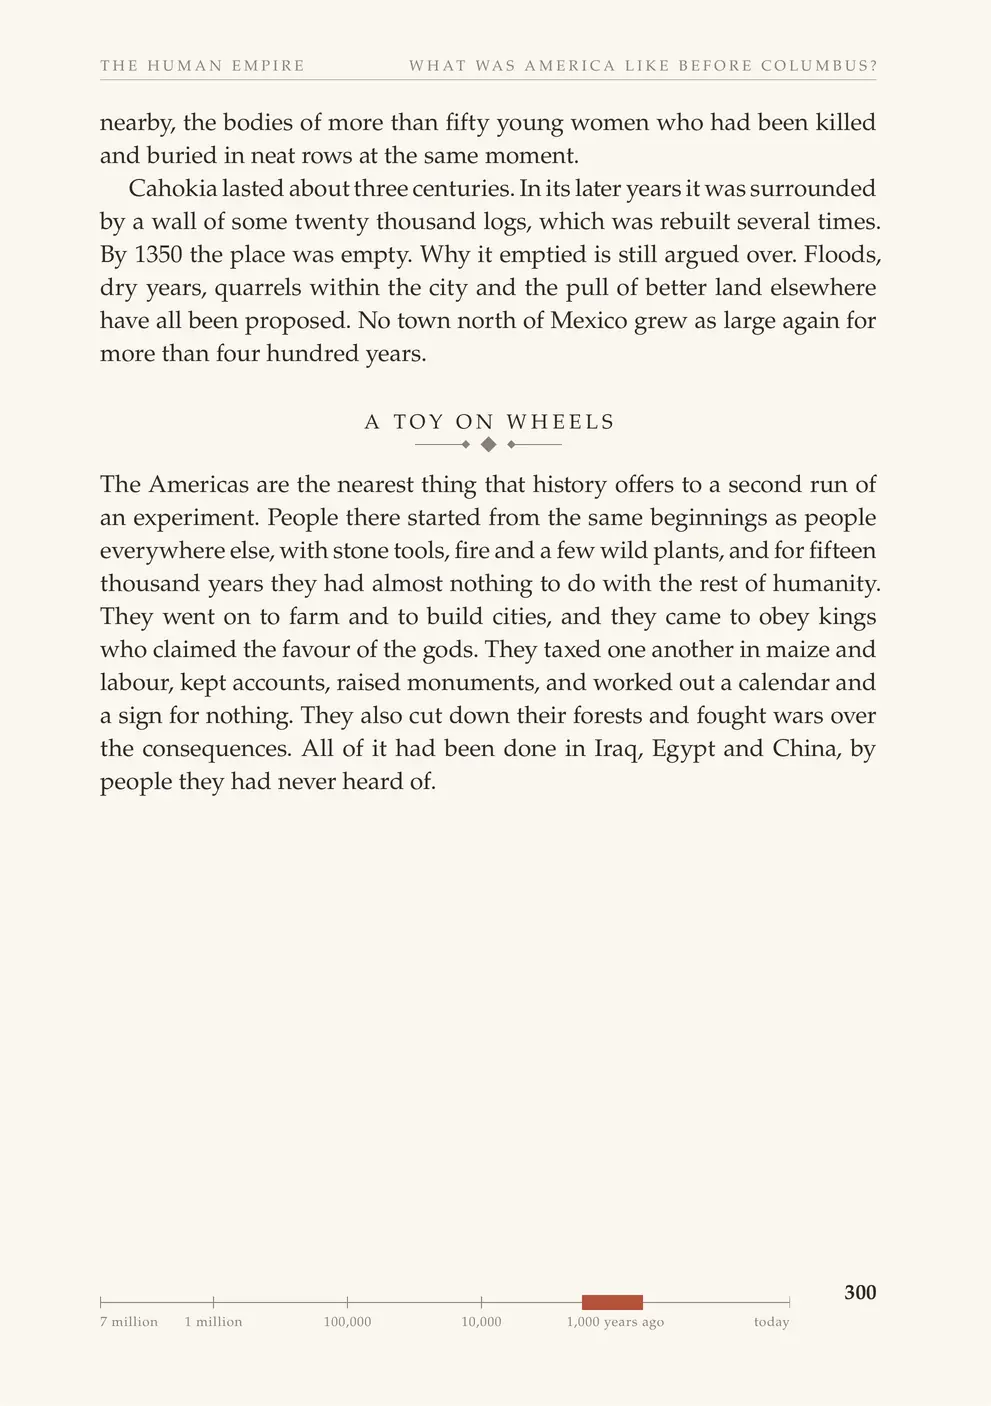 THE HUMAN EMPIRE
WHAT WAS AMERICA LIKE BEFORE COLUMBUS?
nearby, the bodies of more than fifty young women who had been killed
and buried in neat rows at the same moment.
Cahokia lasted about three centuries. In its later years it was surrounded
by a wall of some twenty thousand logs, which was rebuilt several times.
By 1350 the place was empty. Why it emptied is still argued over. Floods,
dry years, quarrels within the city and the pull of better land elsewhere
have all been proposed. No town north of Mexico grew as large again for
more than four hundred years.
A TOY ON WHEELS
The Americas are the nearest thing that history offers to a second run of
an experiment. People there started from the same beginnings as people
everywhere else, with stone tools, fire and a few wild plants, and for fifteen
thousand years they had almost nothing to do with the rest of humanity.
They went on to farm and to build cities, and they came to obey kings
who claimed the favour of the gods. They taxed one another in maize and
labour, kept accounts, raised monuments, and worked out a calendar and
a sign for nothing. They also cut down their forests and fought wars over
the consequences. All of it had been done in Iraq, Egypt and China, by
people they had never heard of.
300
7 million 1 million 100,000 10,000 1,000 years ago today